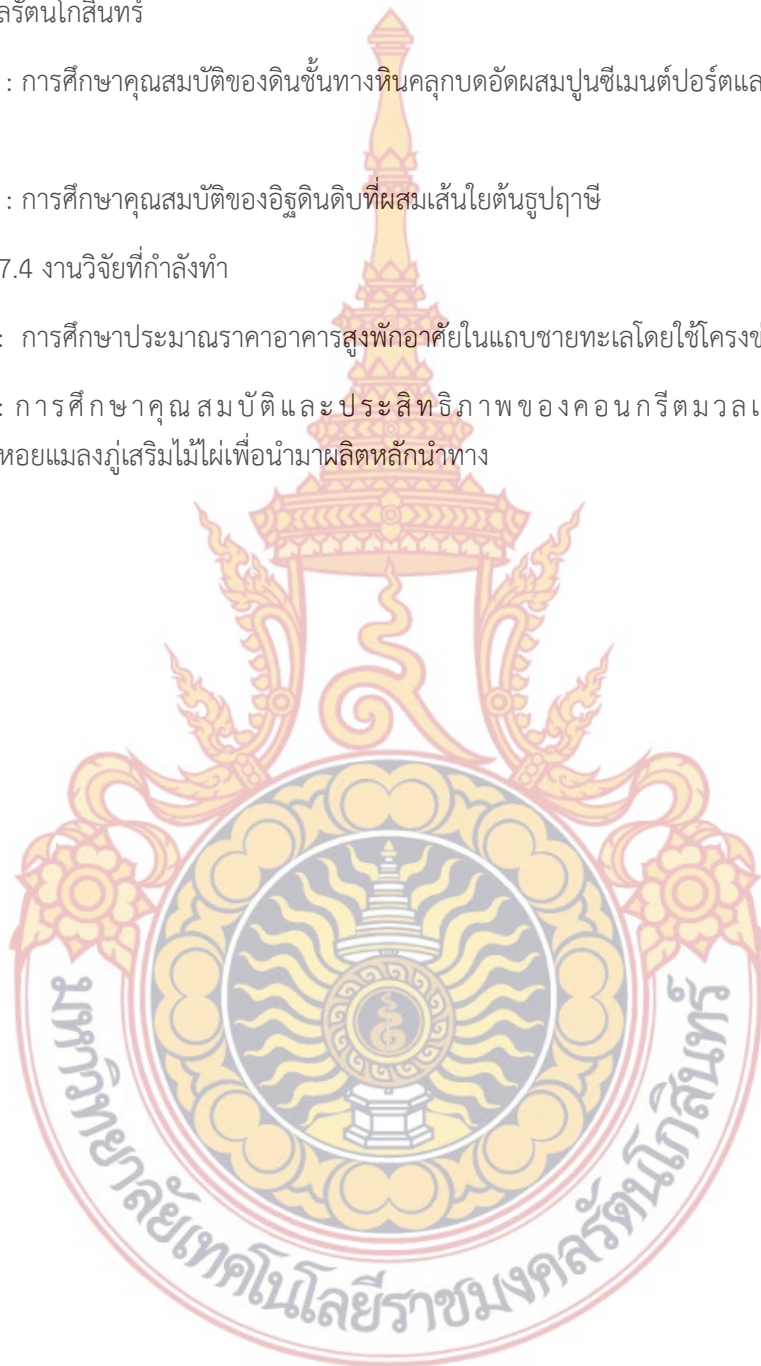 ลรัตนโกสินทร์
: การศึกษาคุณสมบัติของดินชั้นทางหินคลุกบดอัดผสมปูนซีเมนต์ปอร์ตแล
: การศึกษาคุณสมบัติของอิฐดินดิบที่ผสมเส้นใยต้นธูปฤาษี
7.4 งานวิจัยที่กำลังทำ
: การศึกษาประมาณราคาอาคารสูงพักอาศัยในแถบชายทะเลโดยใช้โครงข
: การศึกษาคุณสมบัติและประสิทธิภาพของคอนกรีตมวลเ
หอยแมลงภู่เสริมไม้ไผ่เพื่อนำมาผลิตหลักนำทาง
มหาวิทยาลัยเทคโนโลยีราชมงคลรัตนโกสินทร์